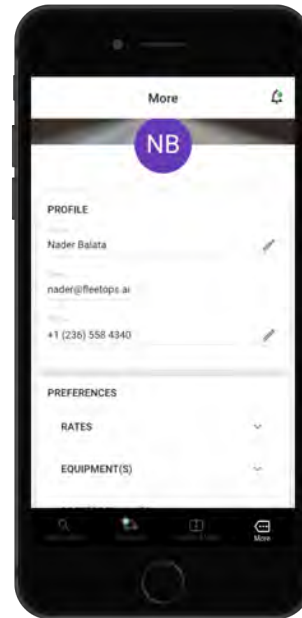 More
NB
PROFILE
Nader Balata
nader@fleetops.ai
+1 (236) 558 4340
PREFERENCES
RATES
EQUIPMENT(S)
More